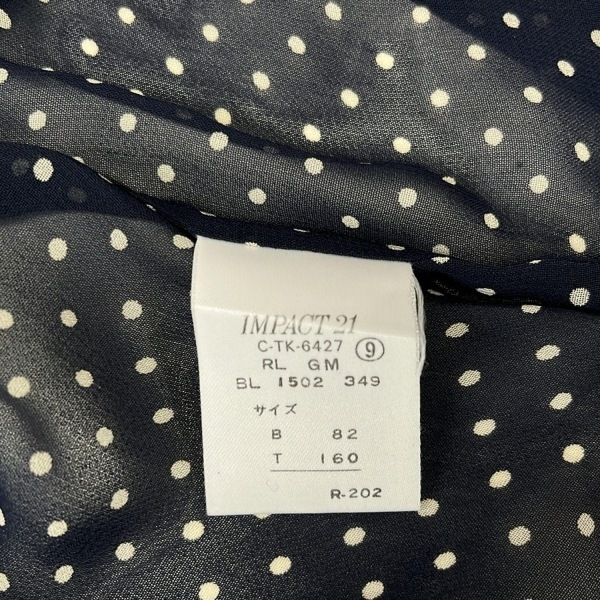 IMPACT 21
C-TK-6427 ⑨
RL GM
BL 1502 349
サイズ
B 82
T 160
R-202